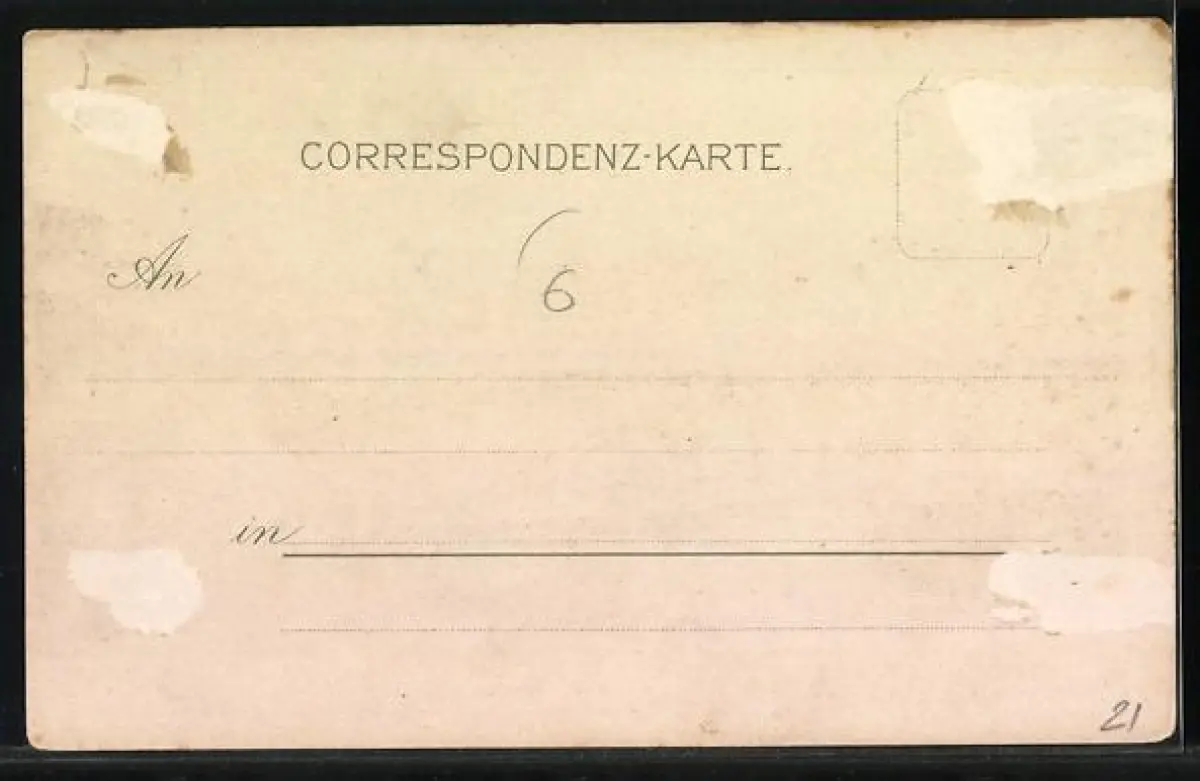 CORRESPONDENZ-KARTE.
An
6
in
21